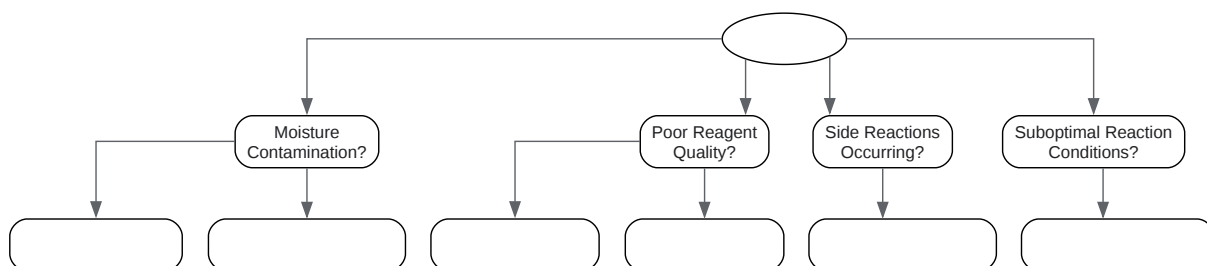 Moisture
Contamination?
Poor Reagent
Quality?
Side Reactions
Occurring?
Suboptimal Reaction
Conditions?